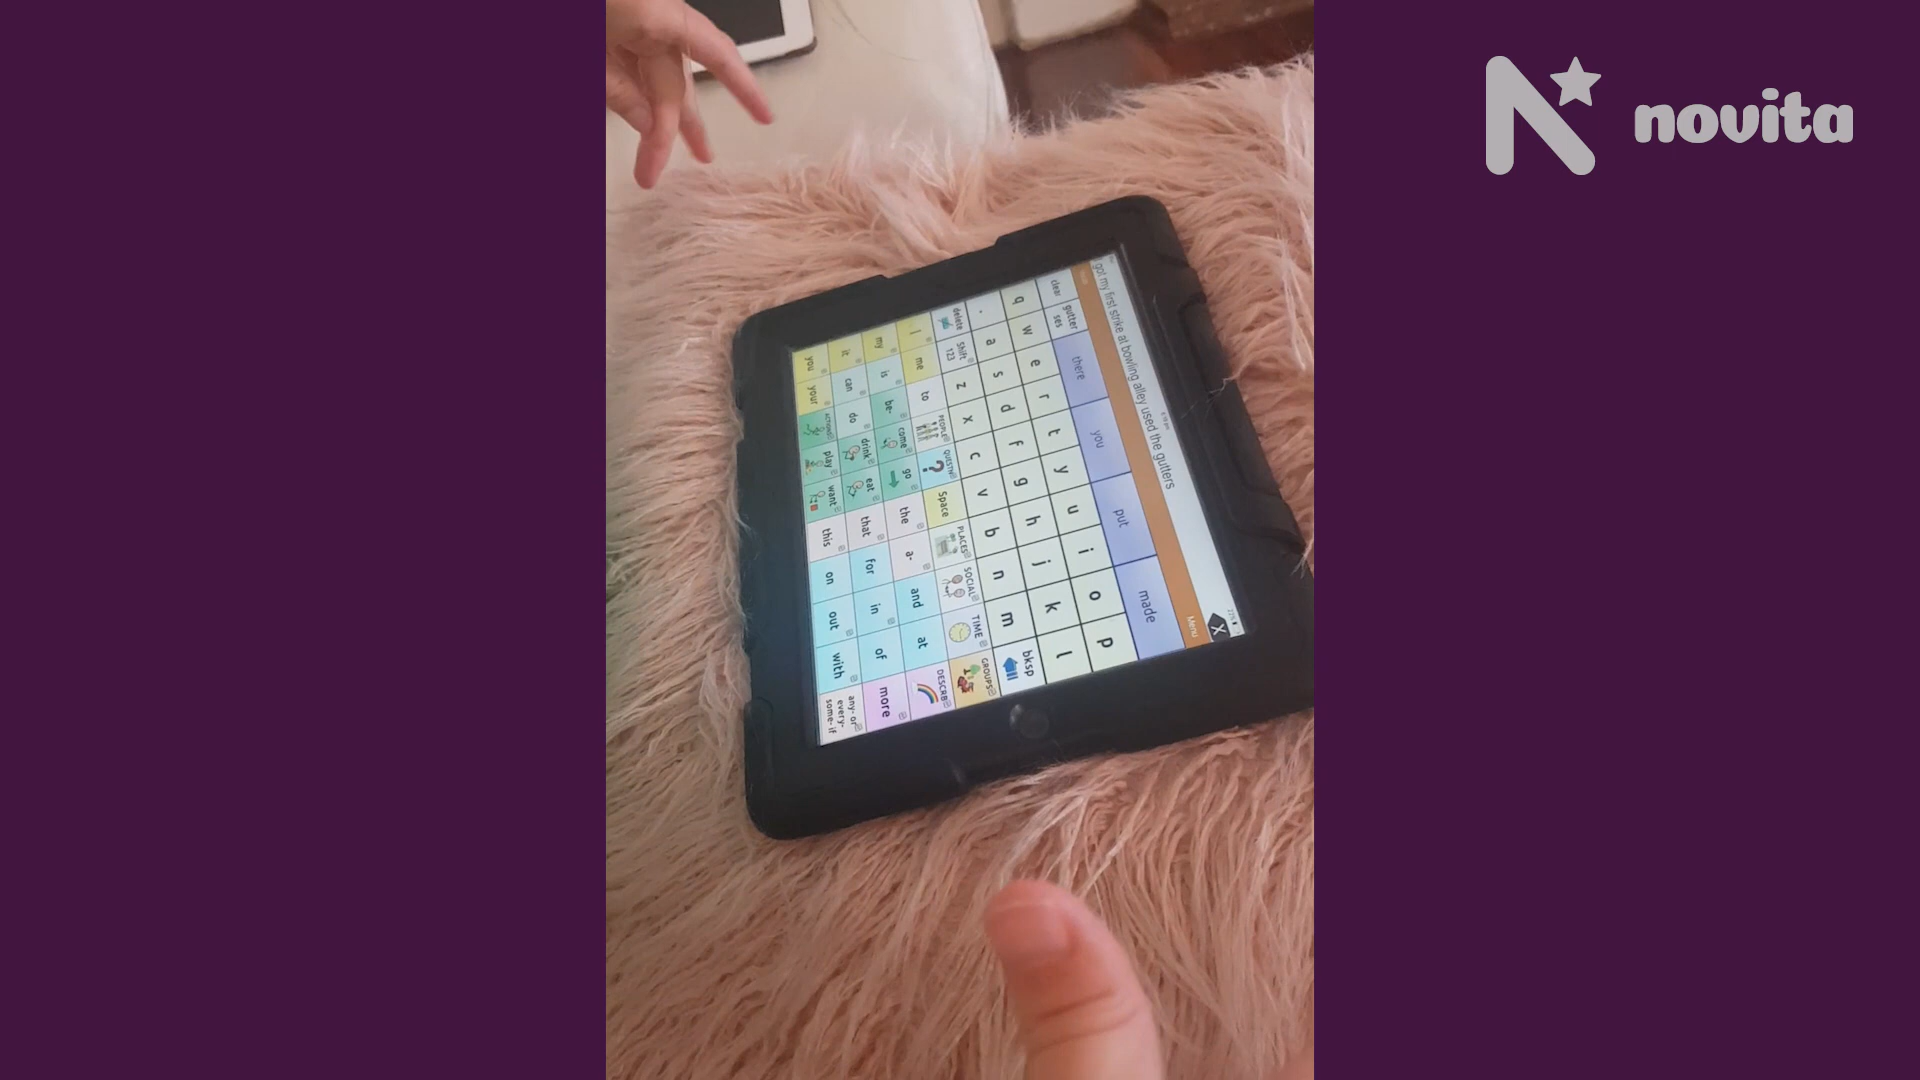 novita
I got my first strike at bowling alley used the gutters
Menu
clear
gutter
ses
there
you
put
made
q w e r t y u i o p
a s d f g h j k l
. z x c v b n m bksp
delete
Shift
123
to
PEOPLE
QUESTN
Space
PLACES
SOCIAL
TIME
GROUPS
I me be- come go the a- and at DESCRB
my is do drink eat that for in of more
it can ACTIONS play want this on out with
you your
any- or
every-
some- if